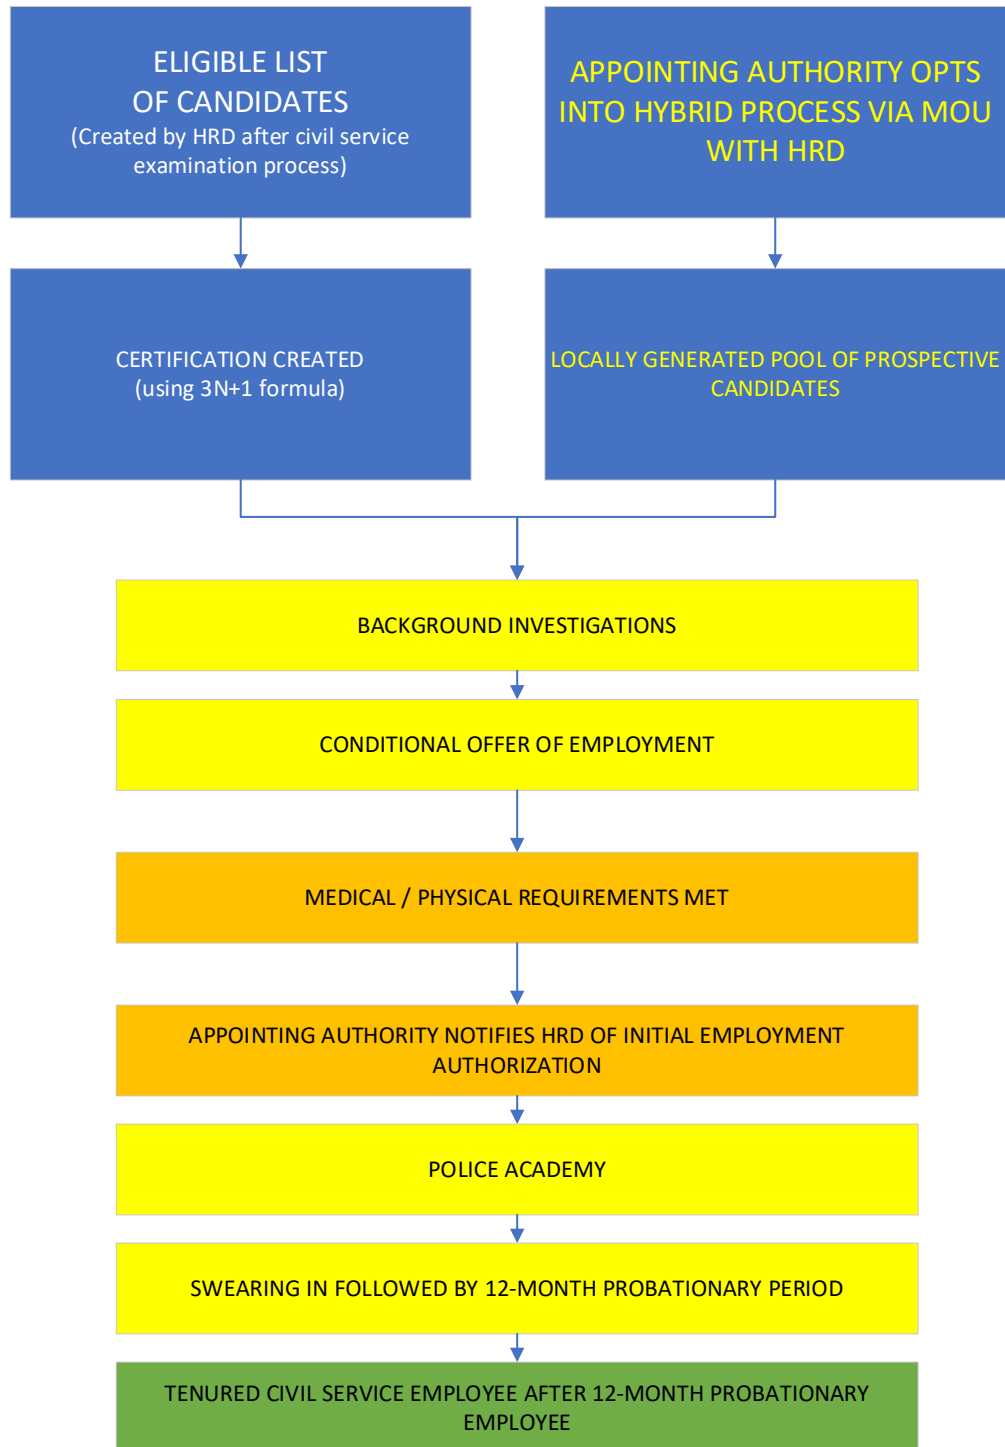 ELIGIBLE LIST
OF CANDIDATES
(Created by HRD after civil service
examination process)
APPOINTING AUTHORITY OPTS
INTO HYBRID PROCESS VIA MOU
WITH HRD
CERTIFICATION CREATED
(using 3N+1 formula)
LOCALLY GENERATED POOL OF PROSPECTIVE
CANDIDATES
BACKGROUND INVESTIGATIONS
CONDITIONAL OFFER OF EMPLOYMENT
MEDICAL / PHYSICAL REQUIREMENTS MET
APPOINTING AUTHORITY NOTIFIES HRD OF INITIAL EMPLOYMENT
AUTHORIZATION
POLICE ACADEMY
SWEARING IN FOLLOWED BY 12-MONTH PROBATIONARY PERIOD
TENURED CIVIL SERVICE EMPLOYEE AFTER 12-MONTH PROBATIONARY
EMPLOYEE